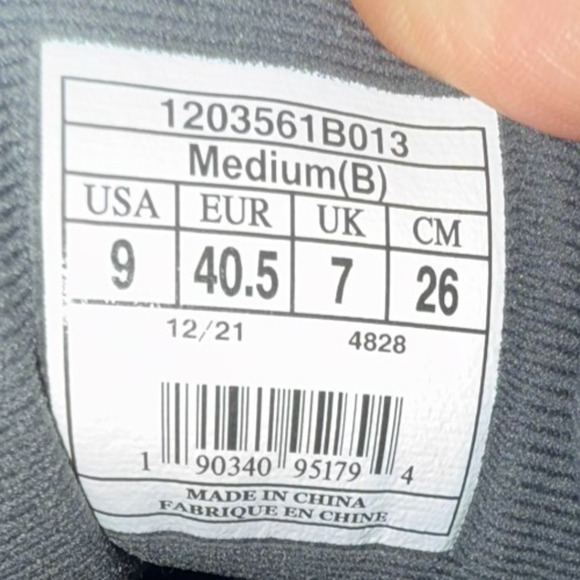 1203561B013
Medium(B)
USA EUR UK CM
9 40.5 7 26
12/21 4828
1 90340 95179 4
MADE IN CHINA
FABRIQUE EN CHINE